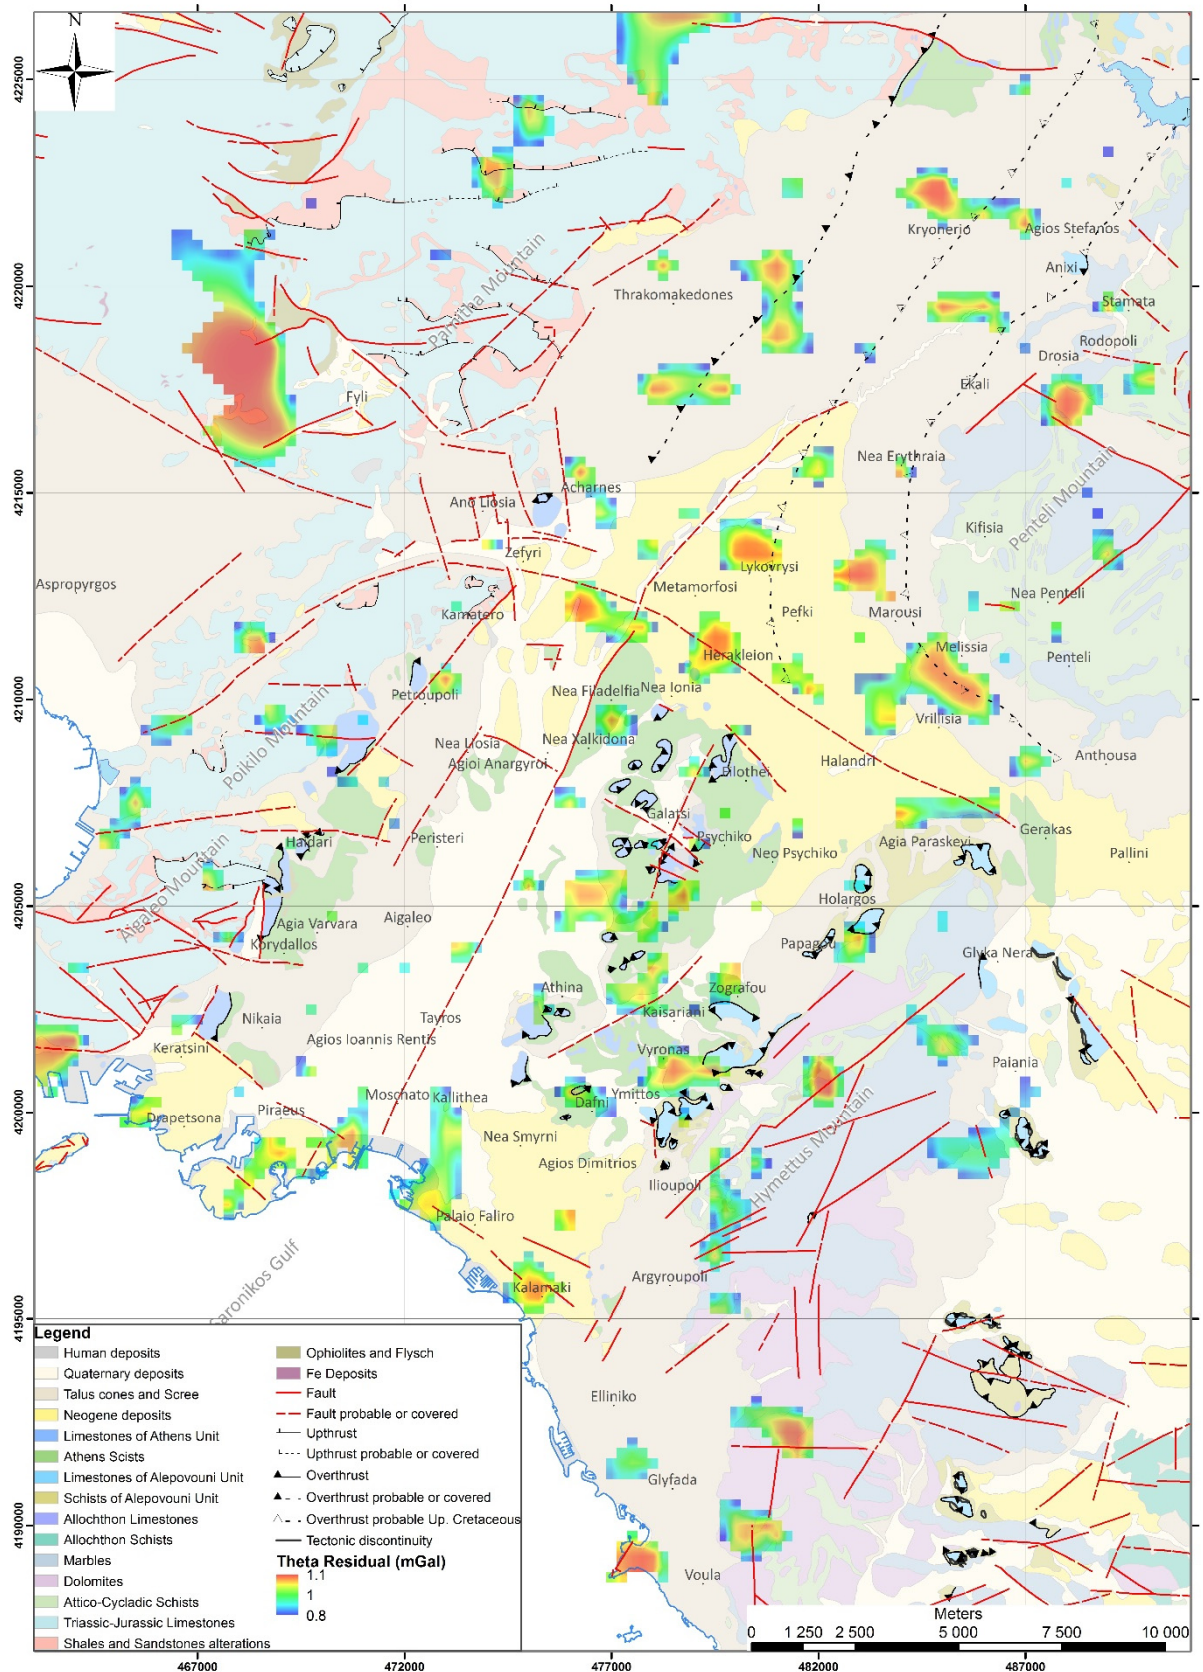 N
4225000
4220000
4215000
4210000
4205000
4200000
4195000
4190000
Kryonerio
Agios Stefanos
Anixi
Thrakomakedones
Stamata
Parnitha Mountain
Rodopoli
Drosia
Ekali
Fyli
Nea Erythraia
Acharnes
Ano Liosia
Penteli Mountain
Kifisia
Zefyri
Lykovrysi
Aspropyrgos
Metamorfosi
Nea Penteli
Pefki
Marousi
Kamatero
Melissia
Herakleion
Penteli
Petroupoli
Nea Filadelfia
Nea Ionia
Vrillisia
Poikilo Mountain
Nea Liosia
Nea Xalkidona
Agioi Anargyroi
Filothei
Halandri
Anthousa
Galatsi
Haidari
Peristeri
Psychiko
Neo Psychiko
Agia Paraskevi
Gerakas
Pallini
Aigaleo Mountain
Holargos
Agia Varvara
Aigaleo
Korydallos
Papagou
Glyka Nera
Athina
Zografou
Nikaia
Tayros
Kaisariani
Keratsini
Agios Ioannis Rentis
Vyronas
Paiania
Drapetsona
Piraeus
Moschato
Kallithea
Dafni
Ymittos
Nea Smyrni
Agios Dimitrios
Hymettus Mountain
Ilioupoli
Palaio Faliro
Saronikos Gulf
Argyroupoli
Kalamaki
Elliniko
Glyfada
Voula
Legend
Human deposits
Quaternary deposits
Talus cones and Scree
Neogene deposits
Limestones of Athens Unit
Athens Scists
Limestones of Alepovouni Unit
Schists of Alepovouni Unit
Allochthon Limestones
Allochthon Schists
Marbles
Dolomites
Attico-Cycladic Schists
Triassic-Jurassic Limestones
Shales and Sandstones alterations
Ophiolites and Flysch
Fe Deposits
Fault
Fault probable or covered
Upthrust
Upthrust probable or covered
Overthrust
Overthrust probable or covered
Overthrust probable Up. Cretaceous
Tectonic discontinuity
Theta Residual (mGal)
1.1
1
0.8
Meters
0 1 250 2 500 5 000 7 500 10 000
467000 472000 477000 482000 487000